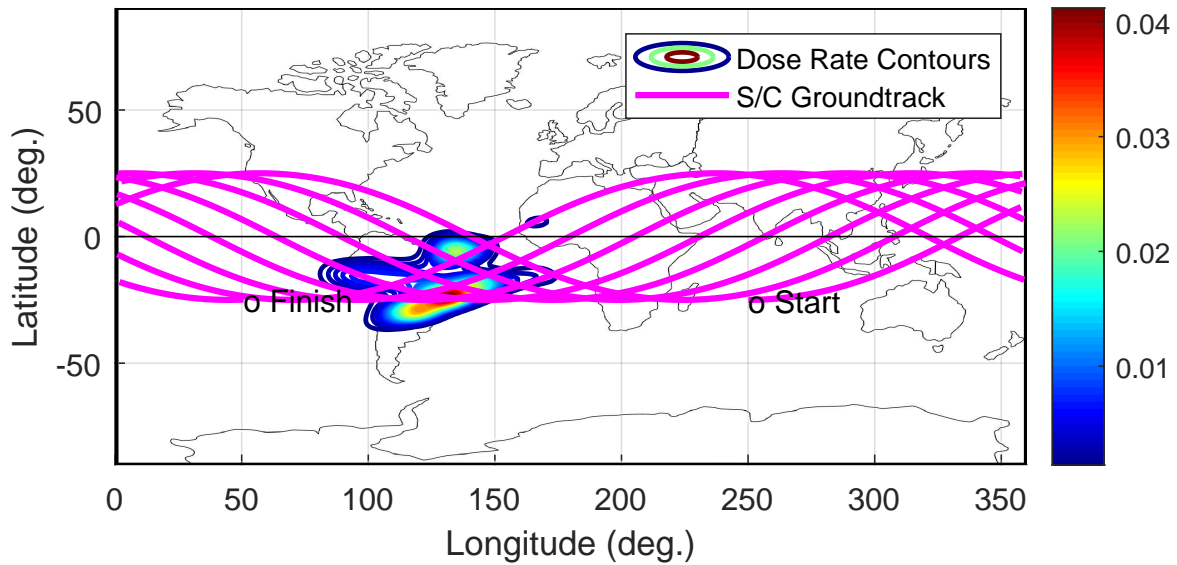 Dose Rate Contours
S/C Groundtrack
Latitude (deg.)
50
0
-50
o Finish
o Start
0
50
100
150
200
250
300
350
Longitude (deg.)
0.04
0.03
0.02
0.01